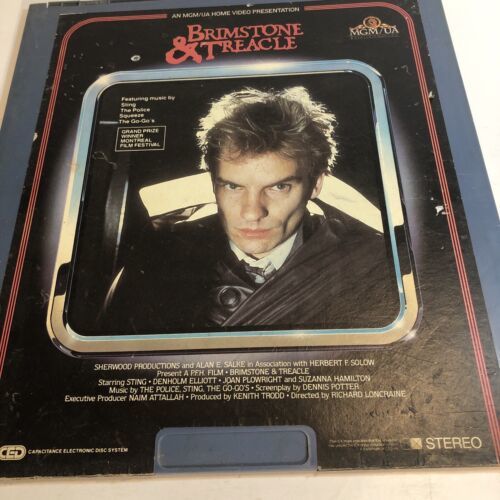 AN MGM/UA HOME VIDEO PRESENTATION
BRIMSTONE
& TREACLE
MGM/UA
Featuring music by
Sting
The Police
Squeeze
The Go-Go's
GRAND PRIZE
WINNER
MONTREAL
FILM FESTIVAL
SHERWOOD PRODUCTIONS and ALAN E. SALKE in Association with HERBERT F. SOLOW
Present A P.F.H. FILM • BRIMSTONE & TREACLE
Starring STING • DENHOLM ELLIOTT • JOAN PLOWRIGHT and SUZANNA HAMILTON
Music by THE POLICE, STING, THE GO-GO'S • Screenplay by DENNIS POTTER
Executive Producer NAIM ATTALLAH • Produced by KENITH TRODD • Directed by RICHARD LONCRAINE
CED CAPACITANCE ELECTRONIC DISC SYSTEM
STEREO